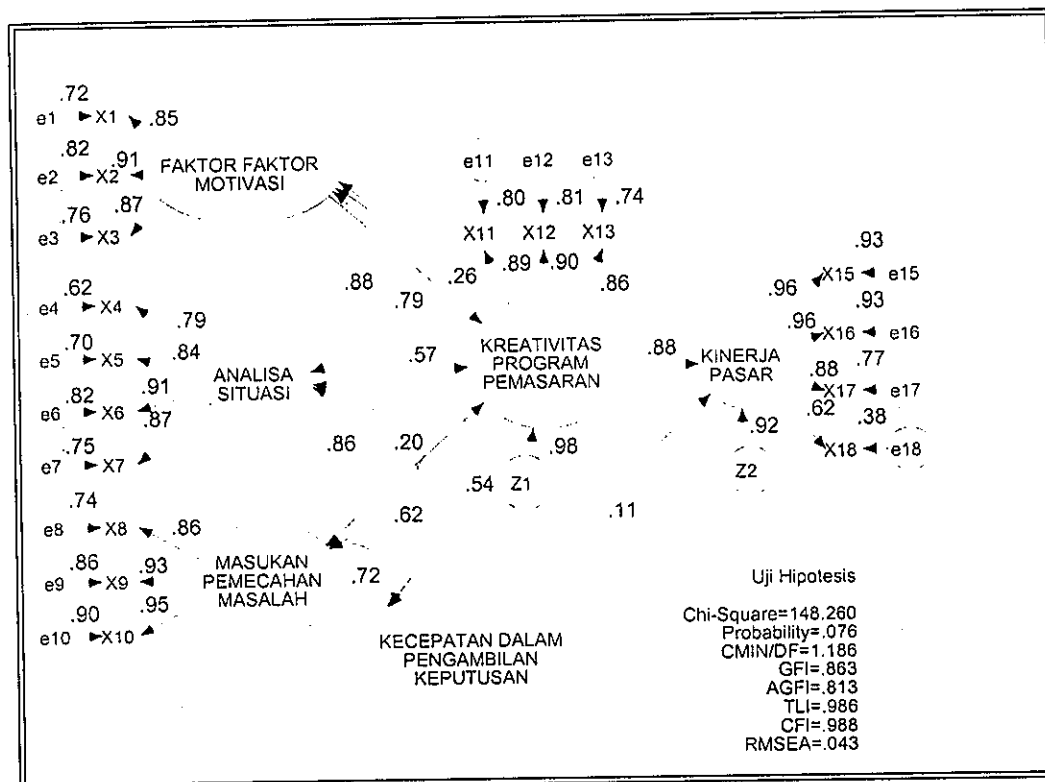 .72
e1 X1 .85
.82
e2 X2 .91
.76
e3 X3 .87
FAKTOR FAKTOR
MOTIVASI
.62
e4 X4 .79
.70
e5 X5 .84
.82
e6 X6 .91
.75
e7 X7 .87
ANALISA
SITUASI
.74
e8 X8 .86
.86
e9 X9 .93
.90
e10 X10 .95
MASUKAN
PEMECAHAN
MASALAH
KECEPATAN DALAM
PENGAMBILAN
KEPUTUSAN
.88
.79
.26
.57
.86
.20
.62
.54
.72
e11 e12 e13
.80 .81 .74
X11 X12 X13
.89 .90 .86
KREATIVITAS
PROGRAM
PEMASARAN
.98
Z1
.11
.88
KINERJA
PASAR
.92
Z2
.93
.96 X15 e15
.93
.96 X16 e16
.77
.88 X17 e17
.38
.62 X18 e18
Uji Hipotesis
Chi-Square=148.260
Probability=.076
CMIN/DF=1.186
GFI=.863
AGFI=.813
TLI=.986
CFI=.988
RMSEA=.043